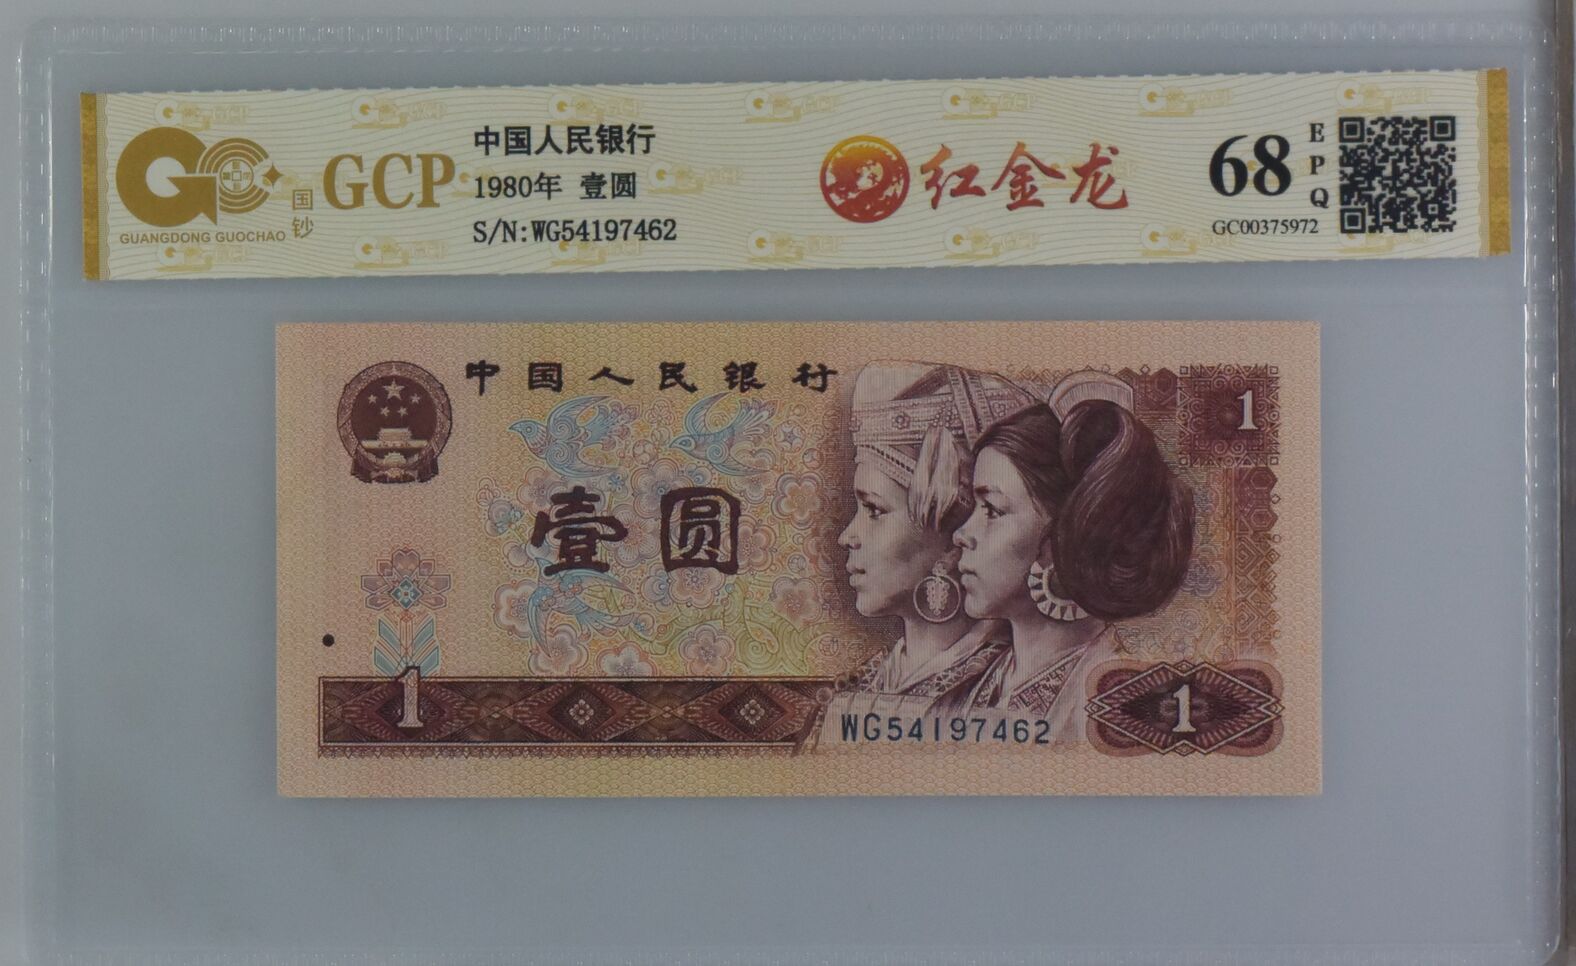 GUANGDONG GUOCHAO
国钞
GCP
中国人民银行
1980年 壹圆
S/N:WG54197462
红金龙
68
EPQ
GC00375972
中国人民银行
1
壹圆
1
WG54197462
1